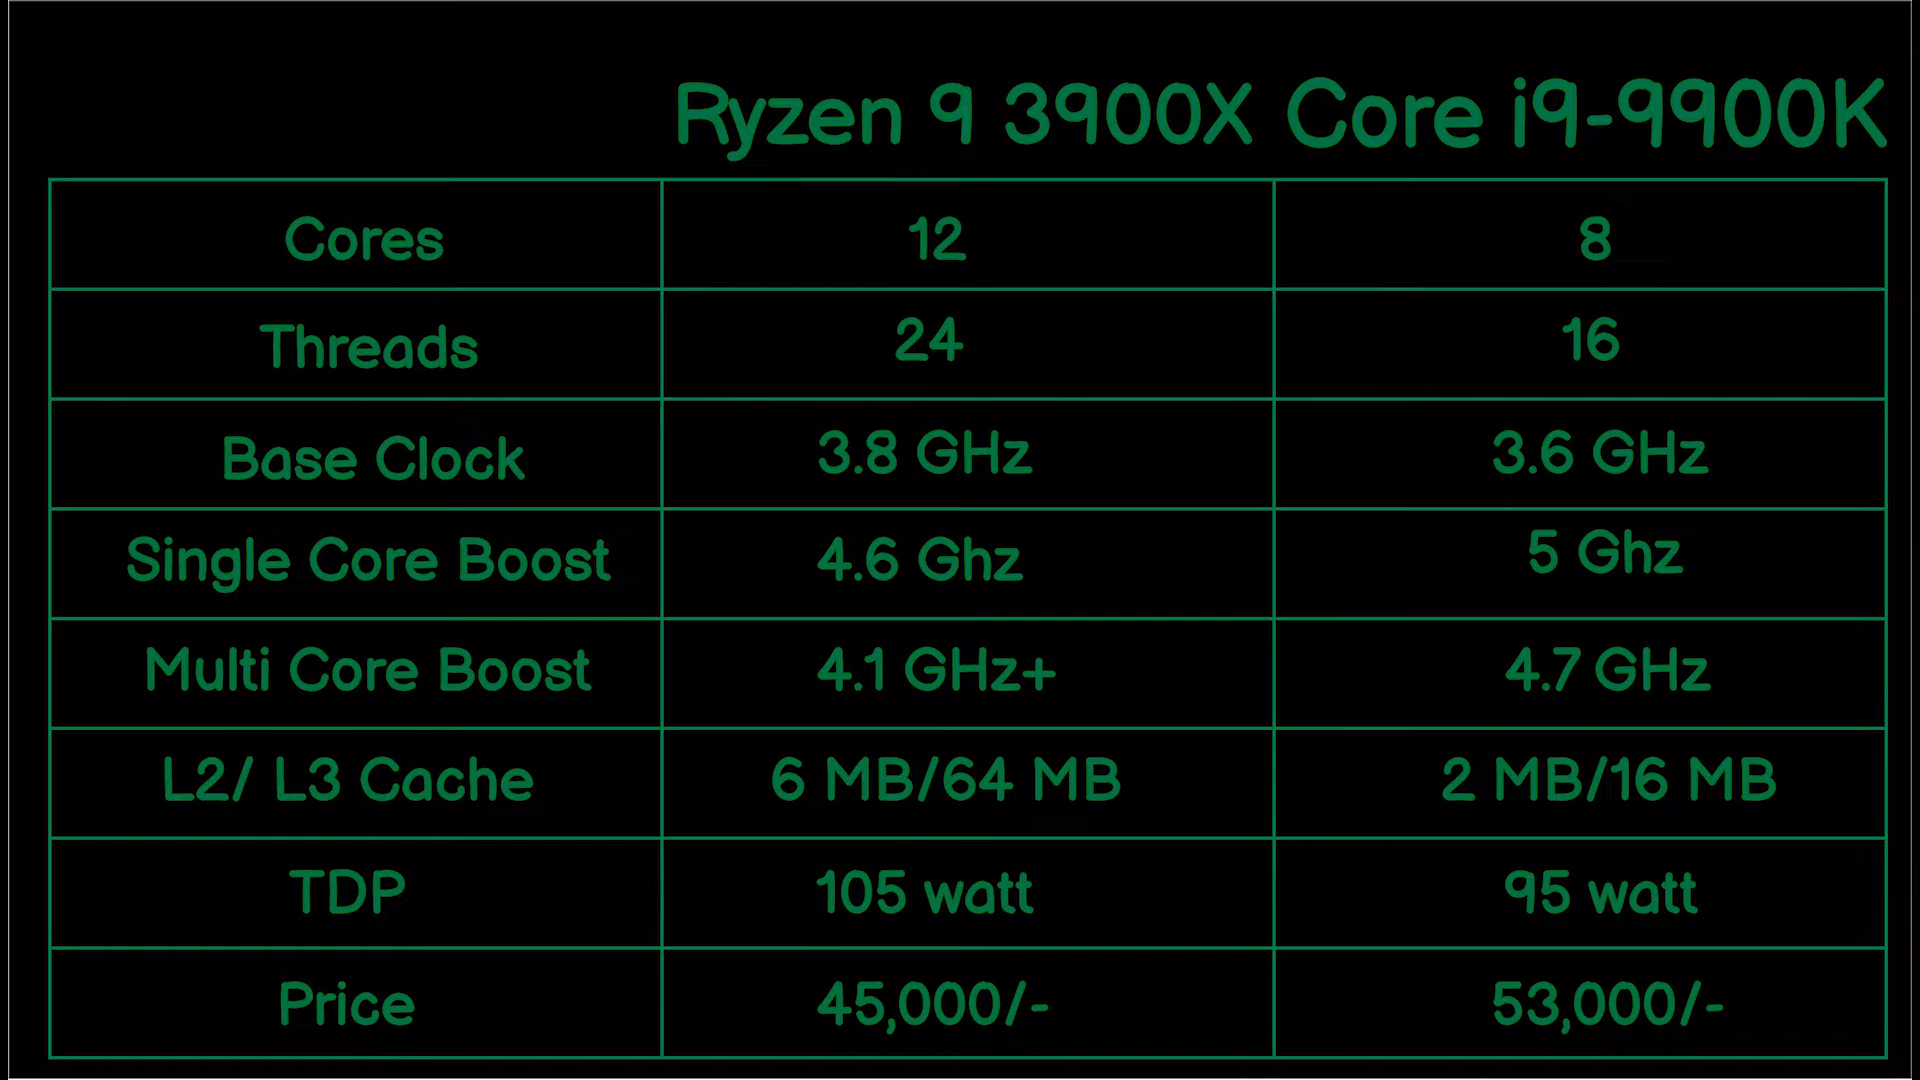 Ryzen 9 3900X Core i9-9900K
Cores 12 8
Threads 24 16
Base Clock 3.8 GHz 3.6 GHz
Single Core Boost 4.6 Ghz 5 Ghz
Multi Core Boost 4.1 GHz+ 4.7 GHz
L2/ L3 Cache 6 MB/64 MB 2 MB/16 MB
TDP 105 watt 95 watt
Price 45,000/- 53,000/-